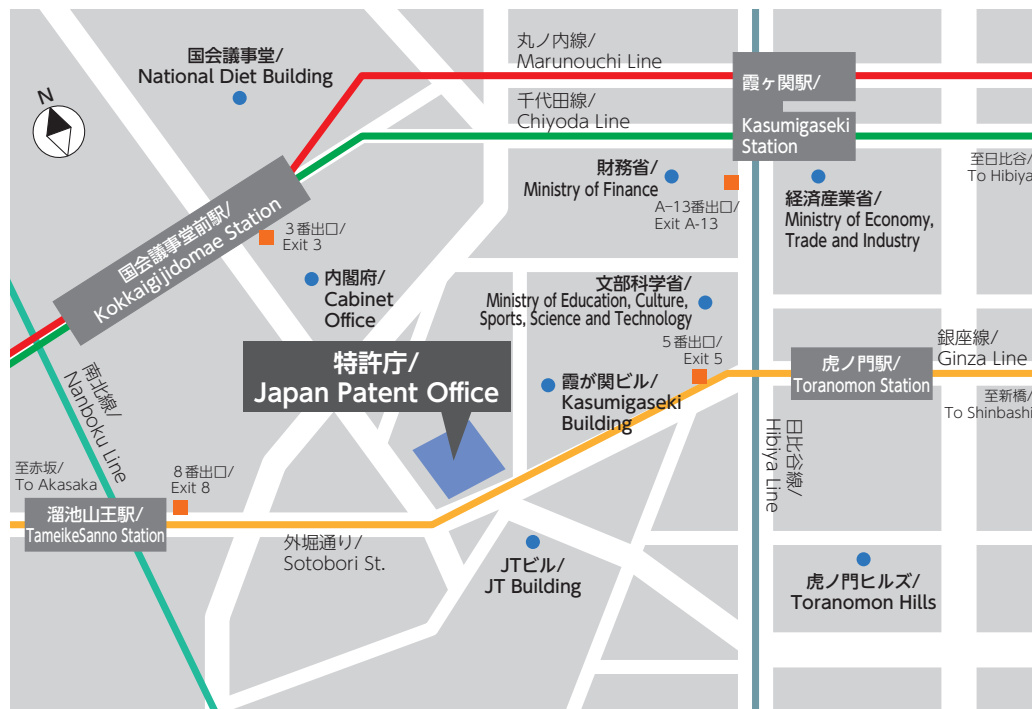 国会議事堂/
National Diet Building
N
丸ノ内線/
Marunouchi Line
千代田線/
Chiyoda Line
霞ヶ関駅/
Kasumigaseki
Station
至日比谷/
To Hibiya
財務省/
Ministry of Finance
A-13番出口/
Exit A-13
経済産業省/
Ministry of Economy,
Trade and Industry
国会議事堂前駅/
Kokkaigijidomae Station
3番出口/
Exit 3
内閣府/
Cabinet
Office
文部科学省/
Ministry of Education, Culture,
Sports, Science and Technology
5番出口/
Exit 5
銀座線/
Ginza Line
虎ノ門駅/
Toranomon Station
至新橋/
To Shinbashi
特許庁/
Japan Patent Office
霞が関ビル/
Kasumigaseki
Building
南北線/
Nanboku Line
日比谷線/
Hibiya Line
至赤坂/
To Akasaka
8番出口/
Exit 8
溜池山王駅/
TameikeSanno Station
外堀通り/
Sotobori St.
JTビル/
JT Building
虎ノ門ヒルズ/
Toranomon Hills